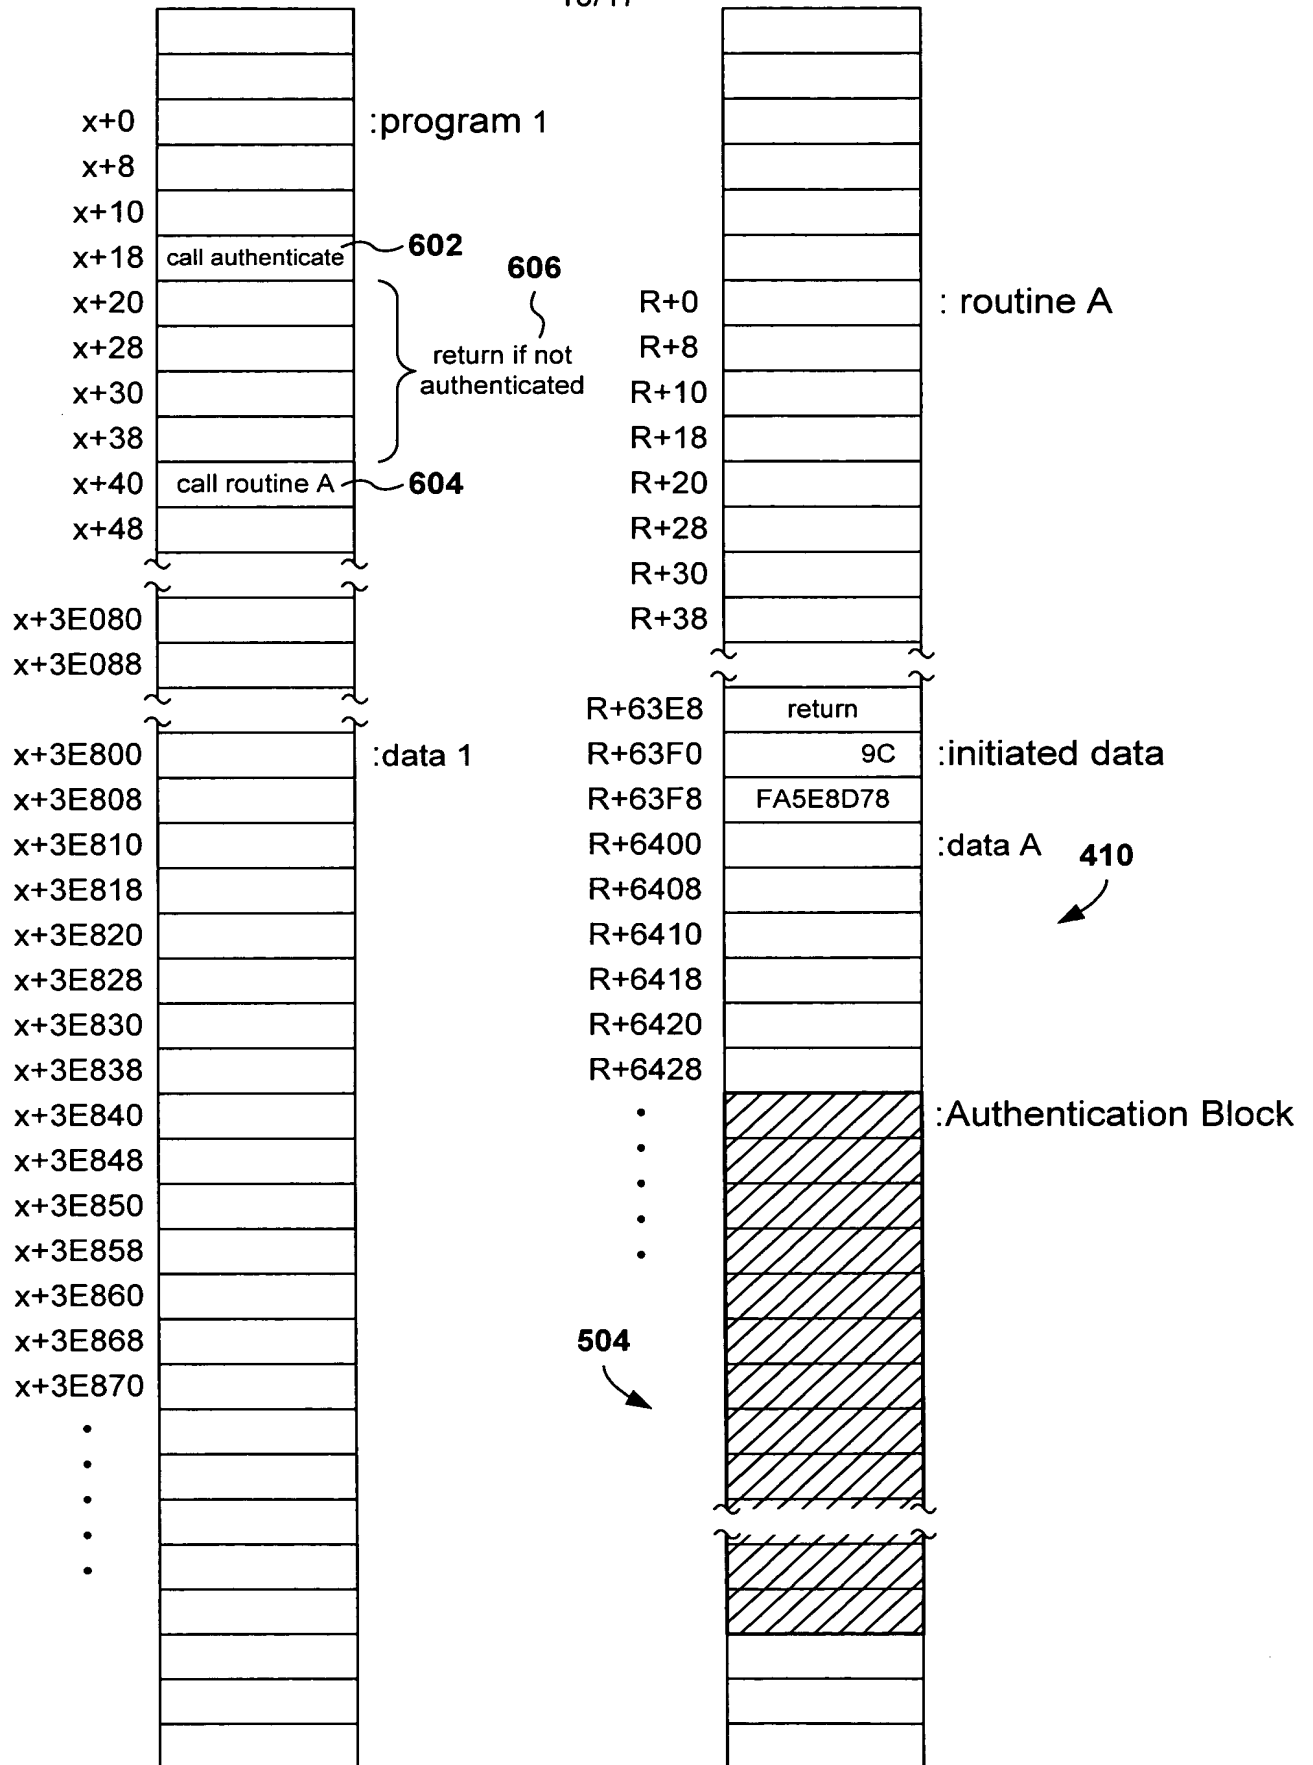 x+0 :program 1
x+8
x+10
x+18 call authenticate 602
x+20
x+28
x+30
x+38
606
return if not
authenticated
x+40 call routine A 604
x+48
x+3E080
x+3E088
x+3E800 :data 1
x+3E808
x+3E810
x+3E818
x+3E820
x+3E828
x+3E830
x+3E838
x+3E840
x+3E848
x+3E850
x+3E858
x+3E860
x+3E868
x+3E870
R+0 : routine A
R+8
R+10
R+18
R+20
R+28
R+30
R+38
R+63E8 return
R+63F0 9C :initiated data
R+63F8 FA5E8D78
R+6400 :data A
410
R+6408
R+6410
R+6418
R+6420
R+6428
:Authentication Block
504